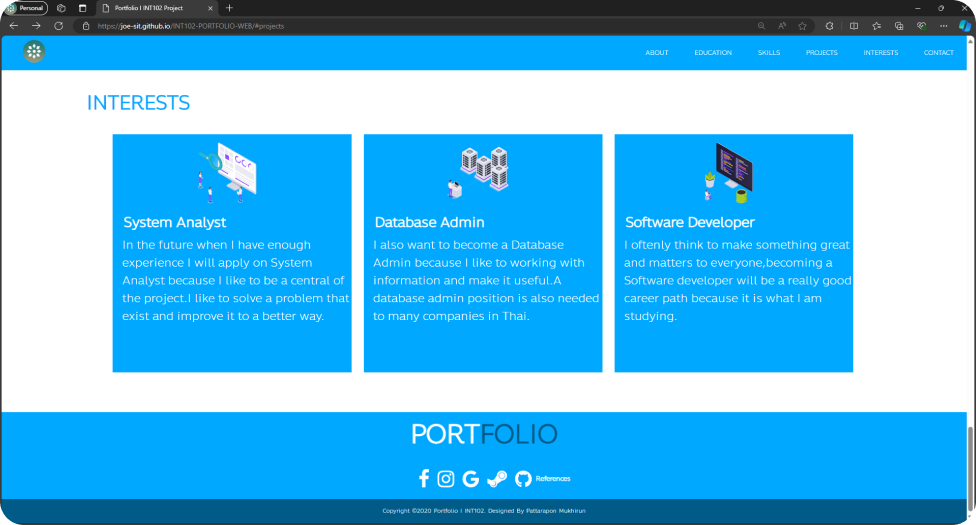 Personal
Portfolio I INT102 Project
https://joe-sit.github.io/INT102-PORTFOLIO-WEB/#projects
ABOUT EDUCATION SKILLS PROJECTS INTERESTS CONTACT
INTERESTS
System Analyst
In the future when I have enough
experience I will apply on System
Analyst because I like to be a central of
the project.I like to solve a problem that
exist and improve it to a better way.
Database Admin
I also want to become a Database
Admin because I like to working with
information and make it useful.A
database admin position is also needed
to many companies in Thai.
Software Developer
I oftenly think to make something great
and matters to everyone,becoming a
Software developer will be a really good
career path because it is what I am
studying.
PORTFOLIO
References
Copyright ©2020 Portfolio I INT102. Designed By Pattarapon Mukhirun